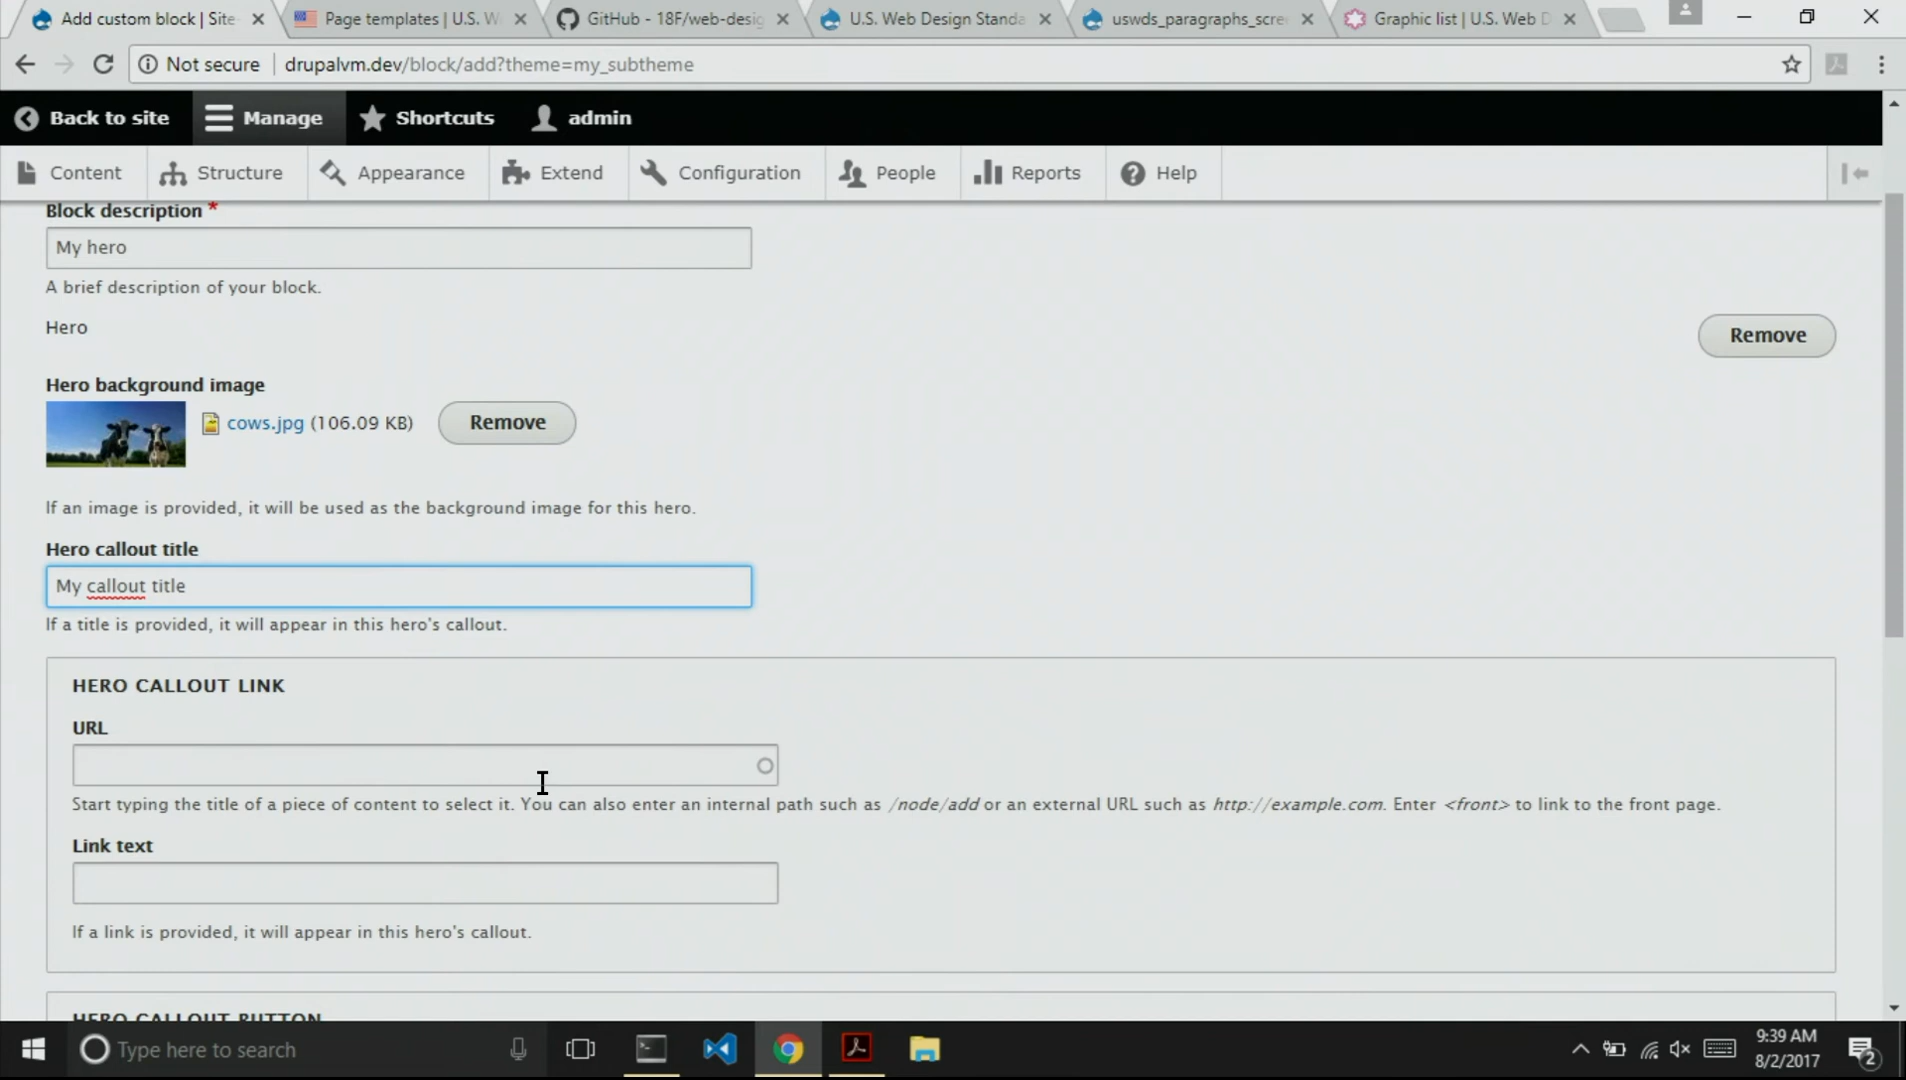 Add custom block | Site-
Page templates | U.S. W
GitHub - 18F/web-desig
U.S. Web Design Standa
uswds_paragraphs_scre
Graphic list | U.S. Web D
Not secure
drupalvm.dev/block/add?theme=my_subtheme
Back to site
Manage
Shortcuts
admin
Content
Structure
Appearance
Extend
Configuration
People
Reports
Help
Block description *
My hero
A brief description of your block.
Hero
Remove
Hero background image
cows.jpg (106.09 KB)
Remove
If an image is provided, it will be used as the background image for this hero.
Hero callout title
My callout title
If a title is provided, it will appear in this hero's callout.
HERO CALLOUT LINK
URL
Start typing the title of a piece of content to select it. You can also enter an internal path such as /node/add or an external URL such as http://example.com. Enter <front> to link to the front page.
Link text
If a link is provided, it will appear in this hero's callout.
HERO CALLOUT BUTTON
Type here to search
9:39 AM
8/2/2017
2